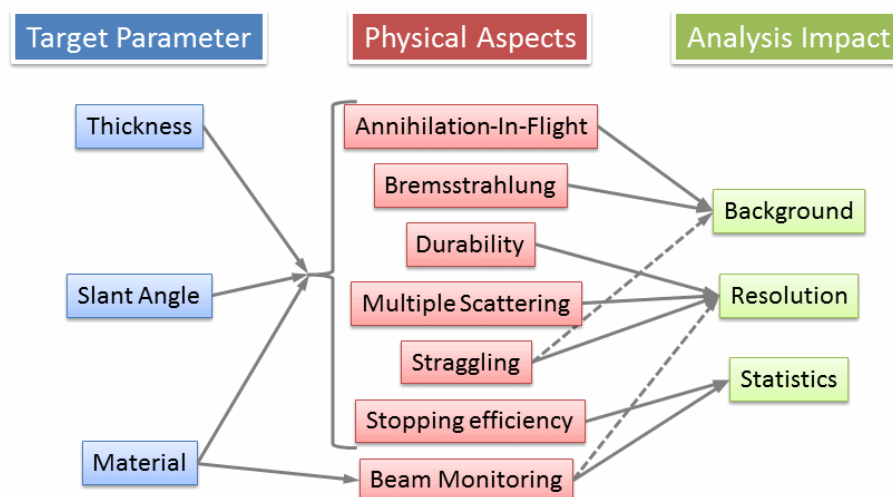 Target Parameter
Physical Aspects
Analysis Impact
Thickness
Slant Angle
Material
Annihilation-In-Flight
Bremsstrahlung
Durability
Multiple Scattering
Straggling
Stopping efficiency
Beam Monitoring
Background
Resolution
Statistics